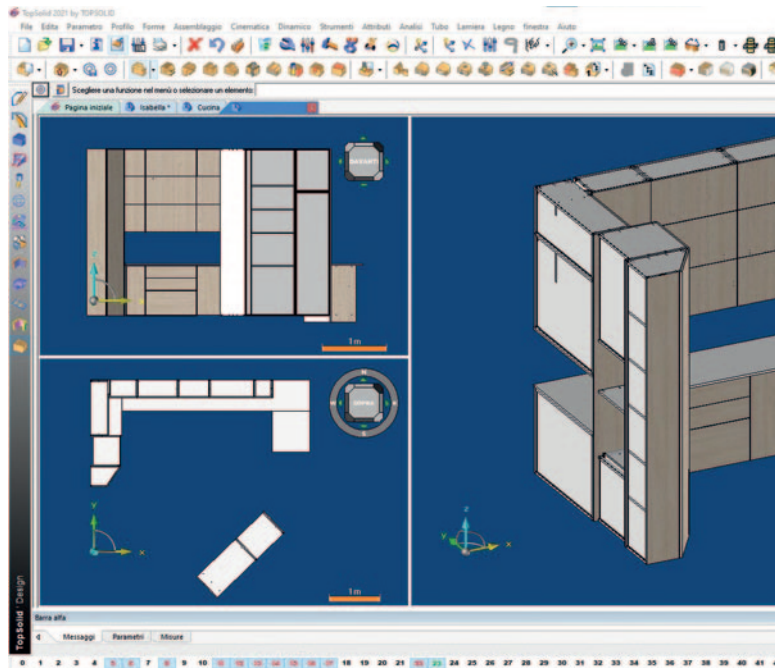 TopSolid 2021 by TOPSOLID
File Edita Parametro Profilo Forme Assemblaggio Cinematica Dinamico Strumenti Attributi Analisi Tubo Lamiera Legno finestra Aiuto
Scegliere una funzione nel menù o selezionare un elemento:
Pagina iniziale Isabella * Cucina
z
x
1 m
y
x
1 m
z
y
x
TopSolid'Design
Barra alfa
Messaggi Parametri Misure
0 1 2 3 4 5 6 7 8 9 10 18 19 20 21 23 24 25 26 27 28 29 30 31 32 33 34 35 36 37 38 39 40 41